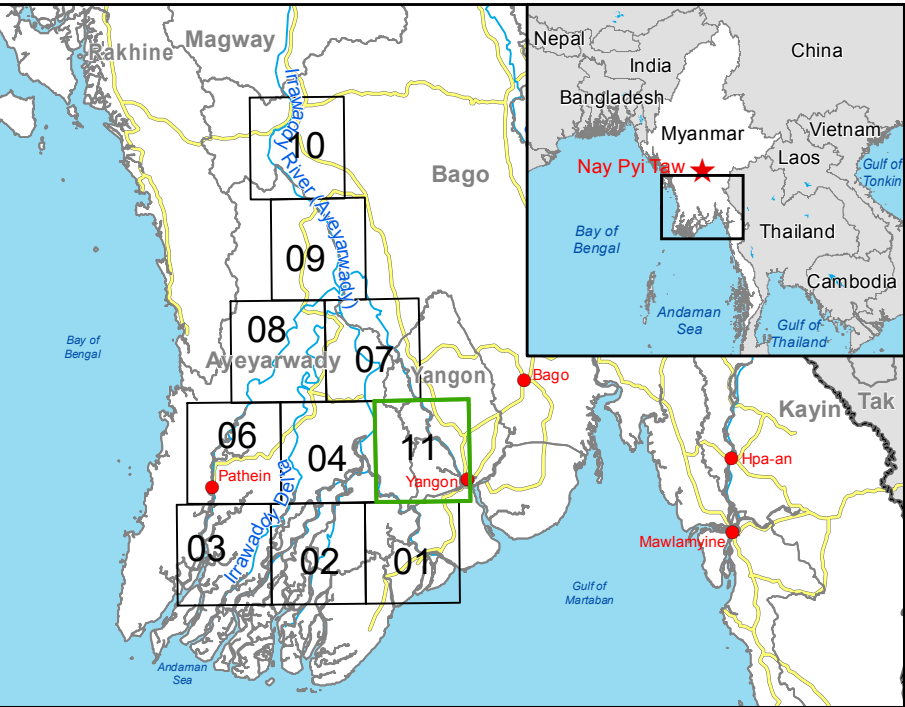 Magway
Rakhine
Irrawaddy River (Ayeyarwady)
10
Bago
09
08
07
Ayeyarwady
Yangon
Bay of
Bengal
Bago
06
04
11
Pathein
Yangon
Irrawaddy Delta
03
02
01
Kayin
Tak
Hpa-an
Mawlamyine
Gulf of
Martaban
Andaman
Sea
Nepal
India
China
Bangladesh
Myanmar
Vietnam
Laos
Nay Pyi Taw
Gulf of
Tonkin
Bay of
Bengal
Thailand
Cambodia
Andaman
Sea
Gulf of
Thailand